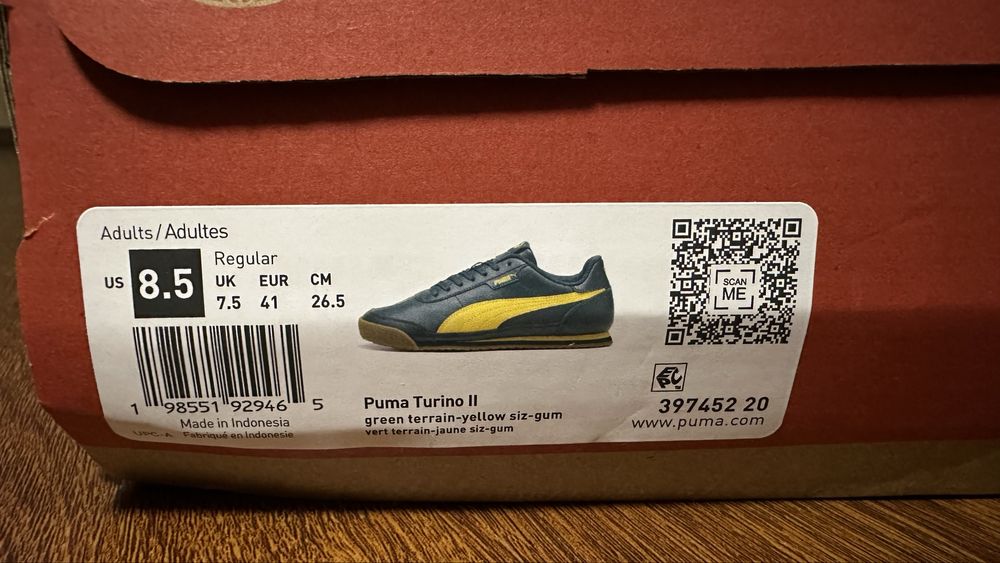 Adults/Adultes
US 8.5
Regular
UK EUR CM
7.5 41 26.5
PUMA
SCAN
ME
1 98551 92946 5
Made in Indonesia
UPC-A Fabriqué en Indonesie
Puma Turino II
green terrain-yellow siz-gum
vert terrain-jaune siz-gum
397452 20
www.puma.com